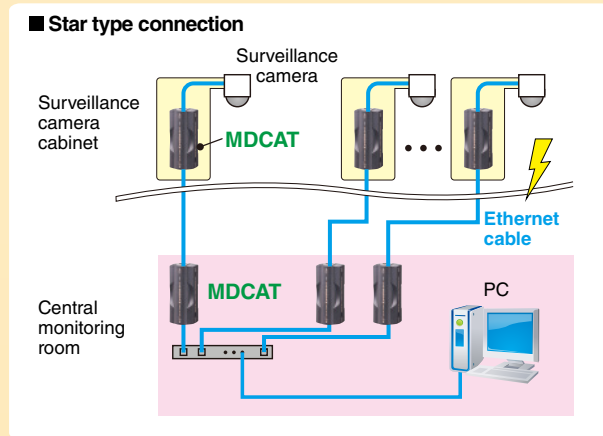 ■ Star type connection
Surveillance
camera
Surveillance
camera
cabinet
MDCAT
Ethernet
cable
MDCAT
PC
Central
monitoring
room